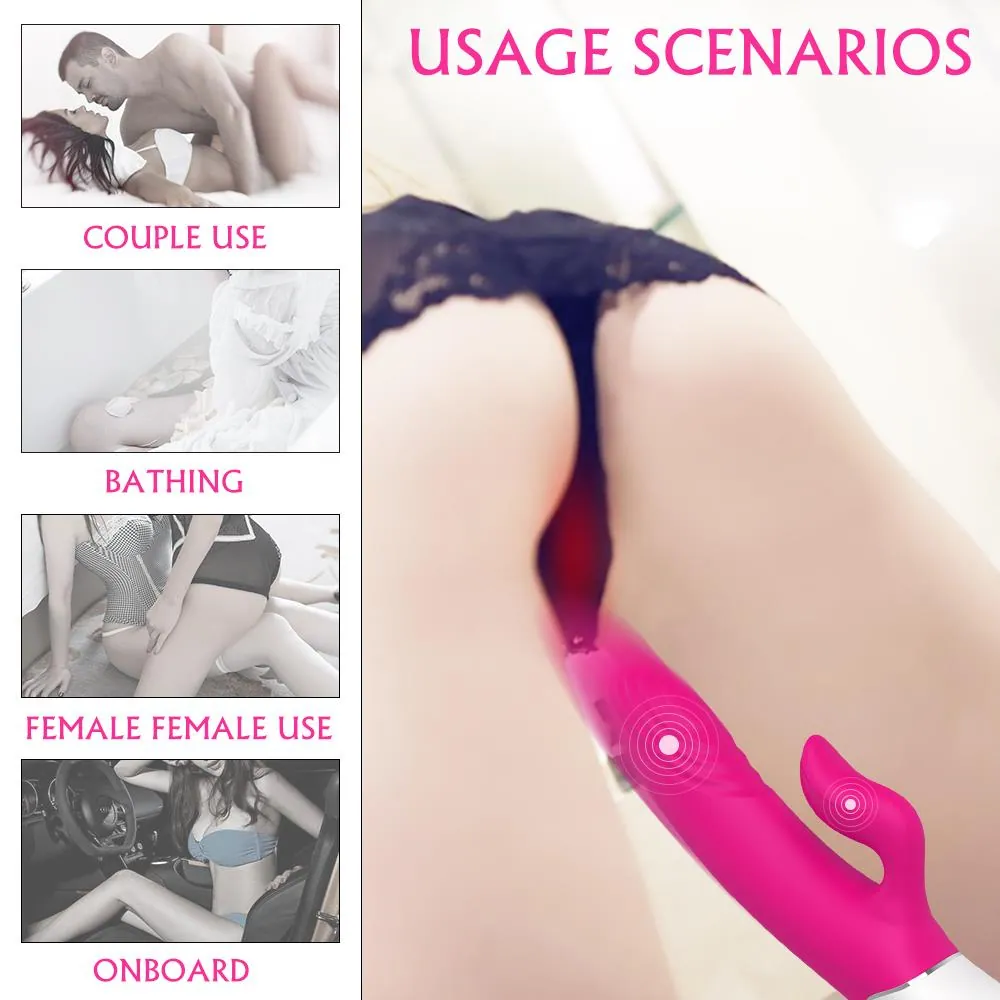 USAGE SCENARIOS
COUPLE USE
BATHING
FEMALE FEMALE USE
ONBOARD